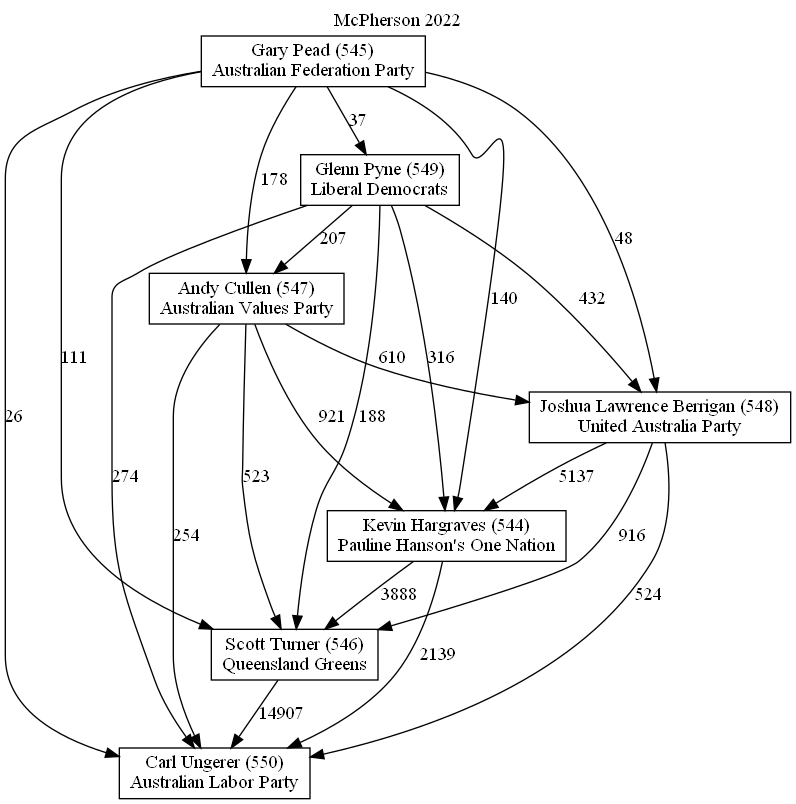 McPherson 2022
Gary Pead (545)
Australian Federation Party
37
Glenn Pyne (549)
Liberal Democrats
178
207
48
Andy Cullen (547)
Australian Values Party
140
432
111
316
610
26
921
188
Joshua Lawrence Berrigan (548)
United Australia Party
274
523
5137
254
Kevin Hargraves (544)
Pauline Hanson's One Nation
916
3888
524
Scott Turner (546)
Queensland Greens
2139
14907
Carl Ungerer (550)
Australian Labor Party